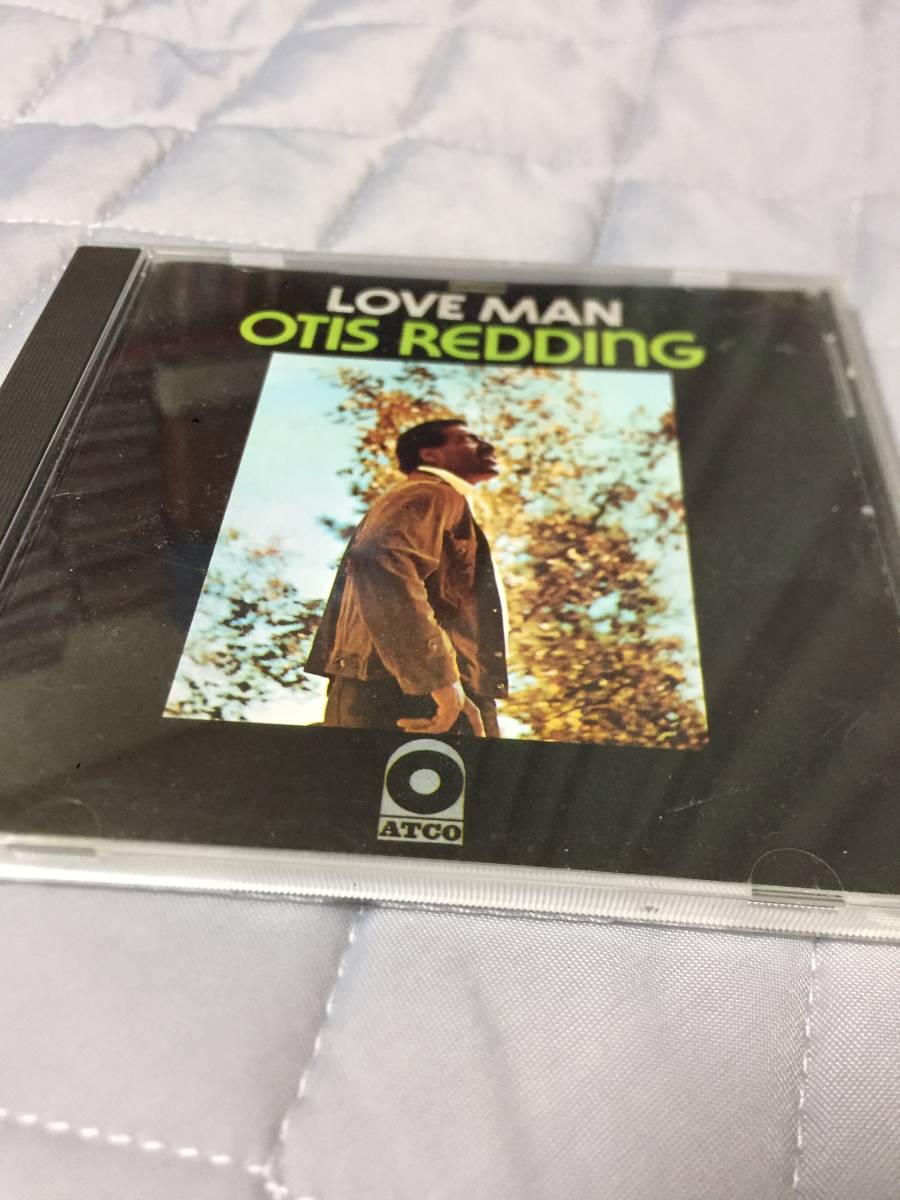 LOVE MAN
OTIS REDDING
ATCO